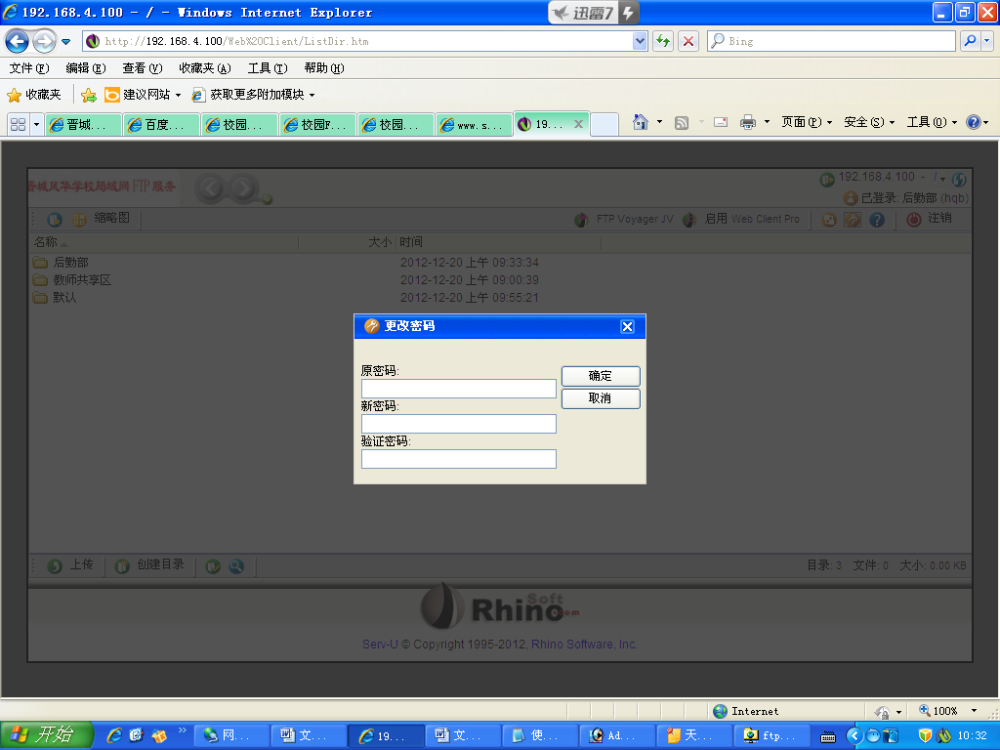 192.168.4.100 - / - Windows Internet Explorer
迅雷7
http://192.168.4.100/Web%20Client/ListDir.htm
Bing
文件(F) 编辑(E) 查看(V) 收藏夹(A) 工具(T) 帮助(H)
收藏夹 建议网站 获取更多附加模块
晋城... 百度... 校园... 校园F... 校园... www.s... 19... 页面(P) 安全(S) 工具(O)
晋城凤华学校局域网FTP服务
192.168.4.100 - /
已登录: 后勤部 (hqb)
缩略图 FTP Voyager JV 启用 Web Client Pro 注销
名称 大小 时间
后勤部 2012-12-20 上午 09:33:34
教师共享区 2012-12-20 上午 09:00:39
默认 2012-12-20 上午 09:55:21
更改密码
原密码:
确定
取消
新密码:
验证密码:
上传 创建目录 目录: 3 文件: 0 大小: 0.00 KB
RhinoSoft.com
Serv-U © Copyright 1995-2012, Rhino Software, Inc.
Internet 100%
开始 网... 文... 19... 文... 使... Ad... 天... ftp... 10:32